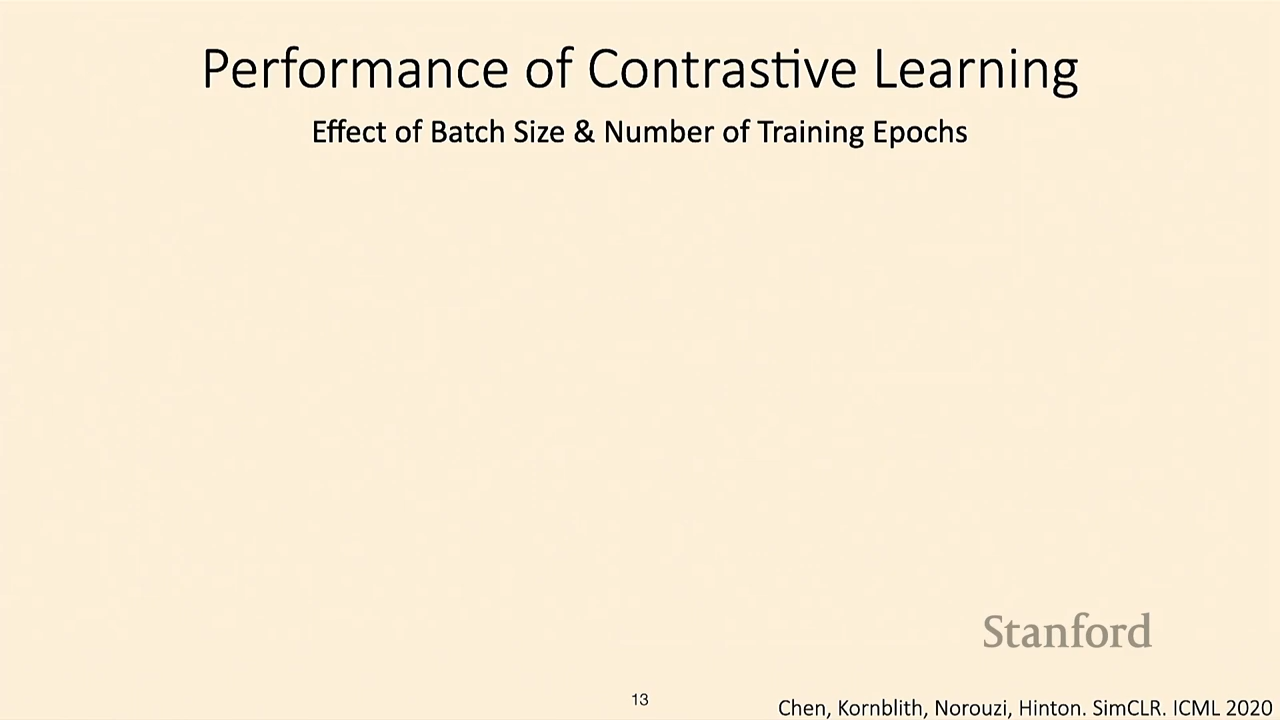 Performance of Contrastive Learning
Effect of Batch Size & Number of Training Epochs
Stanford
13
Chen, Kornblith, Norouzi, Hinton. SimCLR. ICML 2020